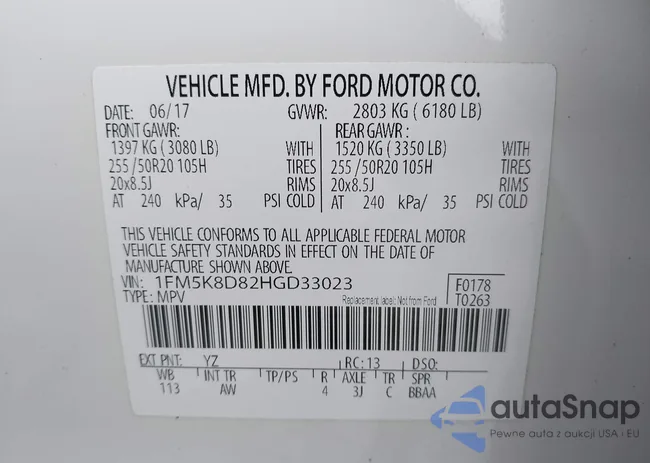 VEHICLE MFD. BY FORD MOTOR CO.
DATE: 06/17 GVWR: 2803 KG ( 6180 LB)
FRONT GAWR: REAR GAWR:
1397 KG (3080 LB) WITH 1520 KG ( 3350 LB) WITH
255 /50R20 105H TIRES 255 /50R20 105H TIRES
20x8.5J RIMS 20x8.5J RIMS
AT 240 kPa/ 35 PSI COLD AT 240 kPa/ 35 PSI COLD
THIS VEHICLE CONFORMS TO ALL APPLICABLE FEDERAL MOTOR
VEHICLE SAFETY STANDARDS IN EFFECT ON THE DATE OF
MANUFACTURE SHOWN ABOVE.
VIN: 1FM5K8D82HGD33023 F0178
TYPE: MPV Replacement label: Not from Ford T0263
EXT PNT: YZ RC: 13 DSO:
WB INT TR TP/PS R AXLE TR SPR
113 AW 4 3J C BBAA
autaSnap
Pewne auta z aukcji USA i EU